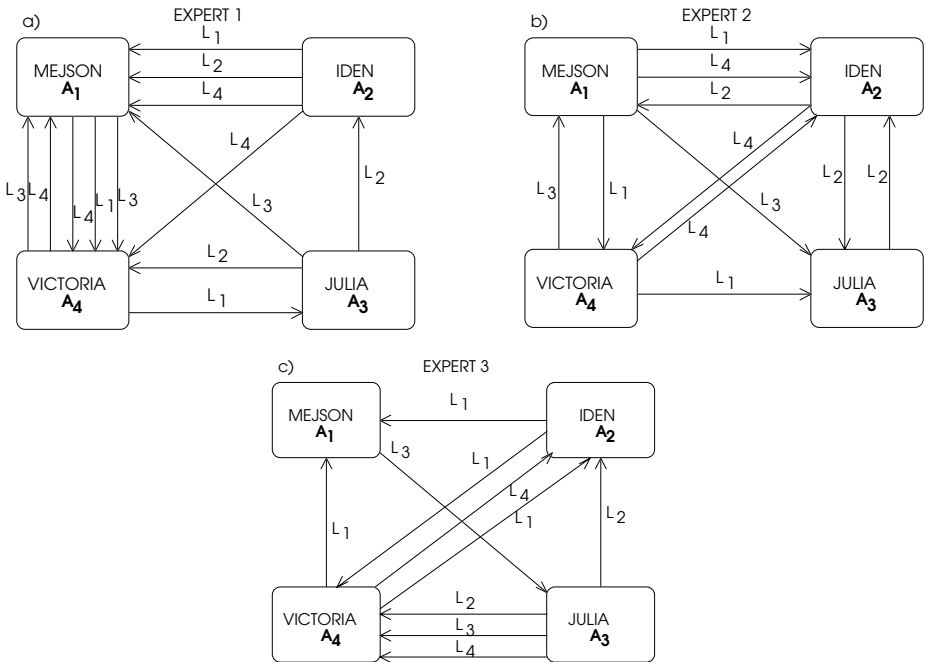 a)
EXPERT 1
MEJSON
A1
IDEN
A2
VICTORIA
A4
JULIA
A3
L1
L2
L4
L4
L2
L3
L3
L4
L4
L1
L3
L2
L1
b)
EXPERT 2
MEJSON
A1
IDEN
A2
VICTORIA
A4
JULIA
A3
L1
L4
L2
L4
L4
L3
L3
L1
L2
L2
L1
c)
EXPERT 3
MEJSON
A1
IDEN
A2
VICTORIA
A4
JULIA
A3
L1
L3
L1
L4
L1
L1
L2
L2
L3
L4